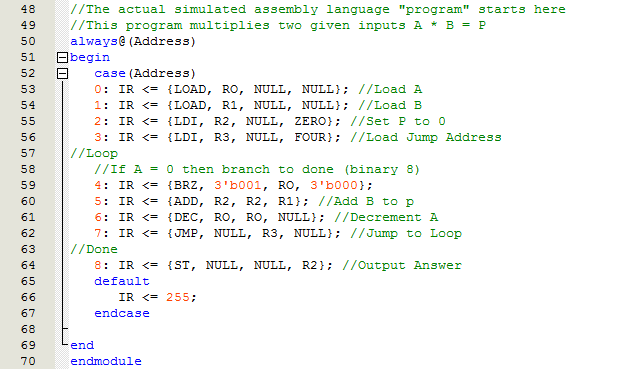 48 //The actual simulated assembly language "program" starts here
49 //This program multiplies two given inputs A * B = P
50 always@(Address)
51 begin
52 case(Address)
53 0: IR <= {LOAD, RO, NULL, NULL}; //Load A
54 1: IR <= {LOAD, R1, NULL, NULL}; //Load B
55 2: IR <= {LDI, R2, NULL, ZERO}; //Set P to 0
56 3: IR <= {LDI, R3, NULL, FOUR}; //Load Jump Address
57 //Loop
58 //If A = 0 then branch to done (binary 8)
59 4: IR <= {BRZ, 3'b001, RO, 3'b000};
60 5: IR <= {ADD, R2, R2, R1}; //Add B to p
61 6: IR <= {DEC, RO, RO, NULL}; //Decrement A
62 7: IR <= {JMP, NULL, R3, NULL}; //Jump to Loop
63 //Done
64 8: IR <= {ST, NULL, NULL, R2}; //Output Answer
65 default
66 IR <= 255;
67 endcase
68
69 end
70 endmodule